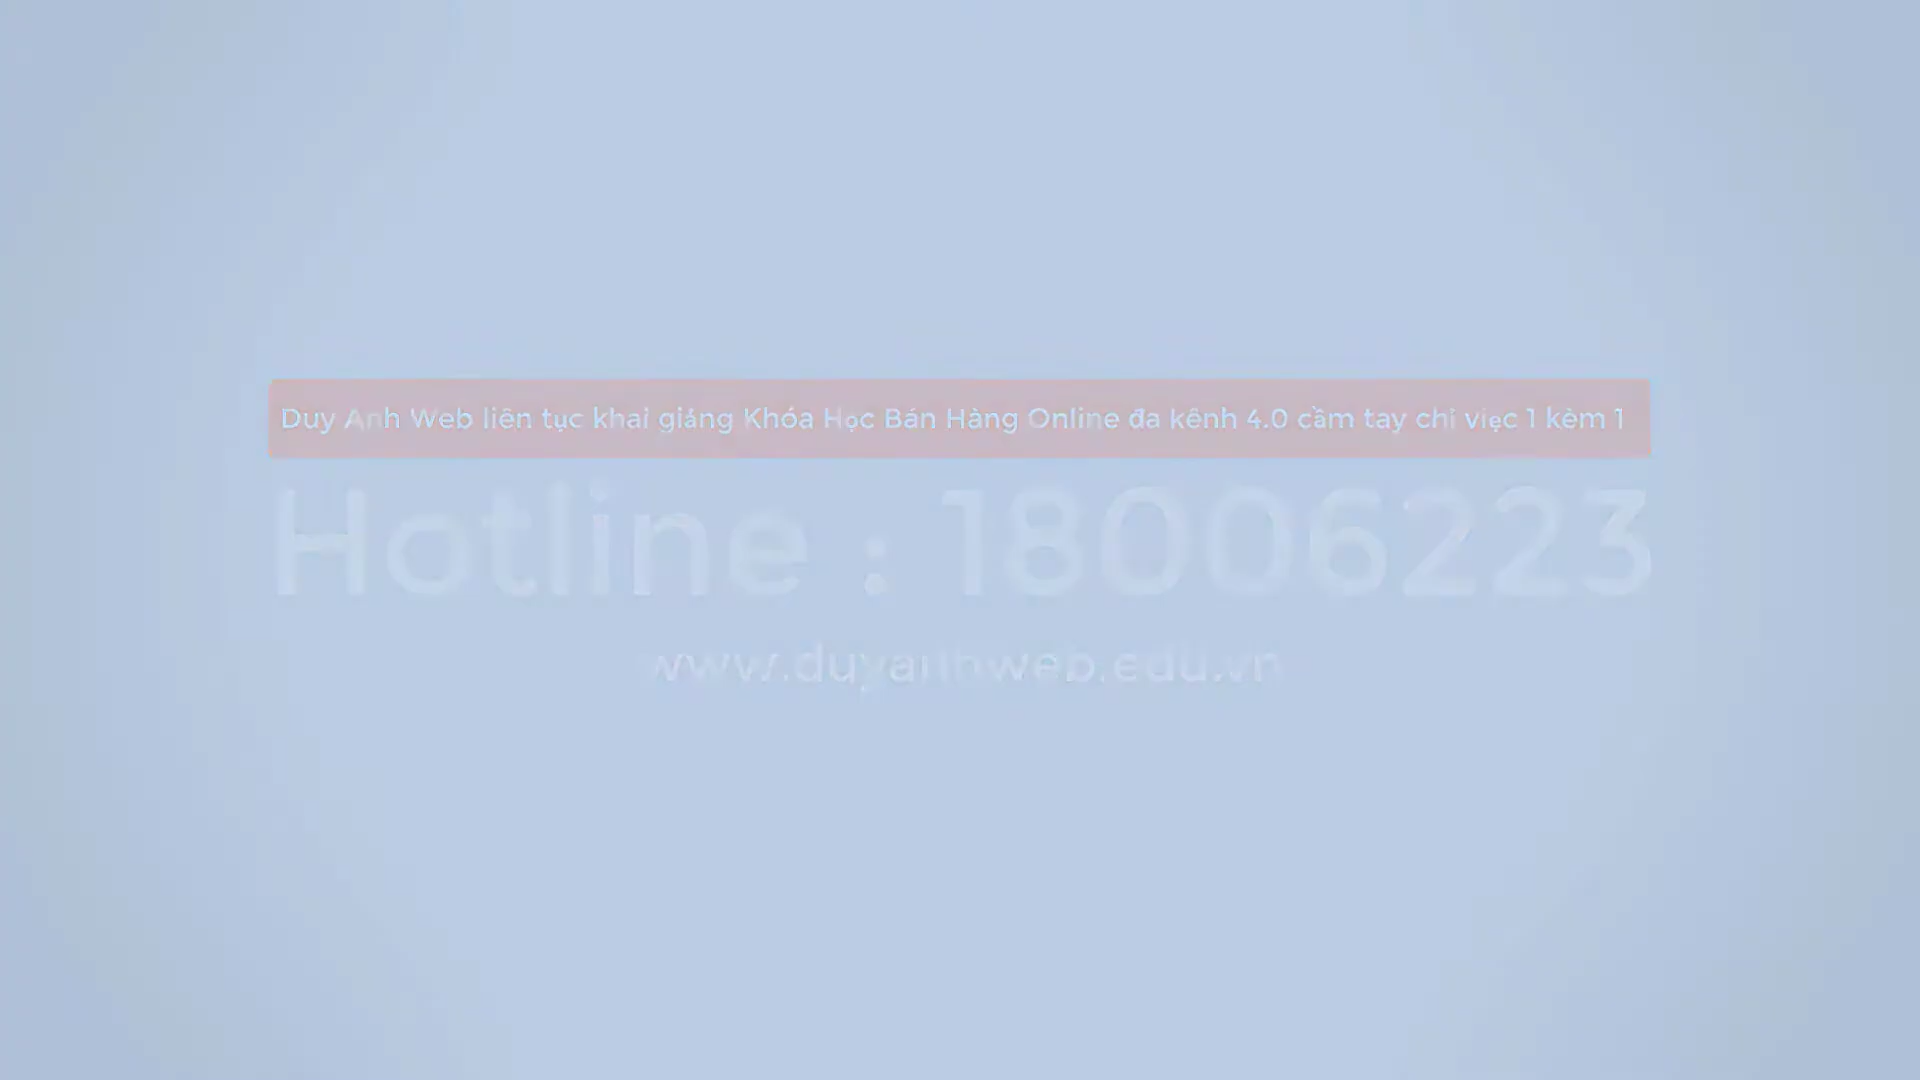 Duy Anh Web liên tục khai giảng Khóa Học Bán Hàng Online đa kênh 4.0 cầm tay chỉ việc 1 kèm 1
Hotline : 18006223
www.duyanhweb.edu.vn